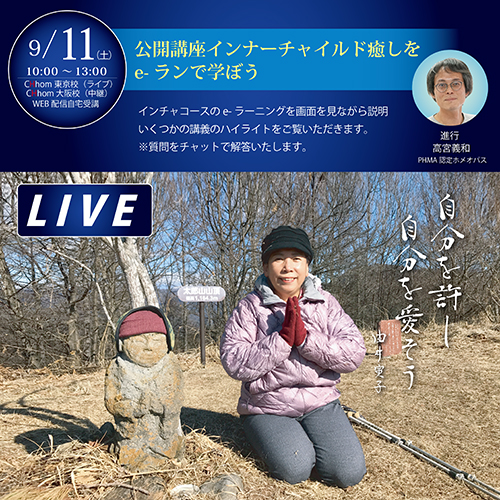 9/11(土)
10:00～13:00
CHhom 東京校（ライブ）
CHhom 大阪校（中継）
WEB 配信自宅受講
公開講座インナーチャイルド癒しを
e- ランで学ぼう
インチャコースの e- ラーニングを画面を見ながら説明
いくつかの講義のハイライトをご覧いただきます。
※質問をチャットで解答いたします。
進行
高宮義和
PHMA 認定ホメオパス
LIVE
自分を許し
自分を愛そう
由井寅子